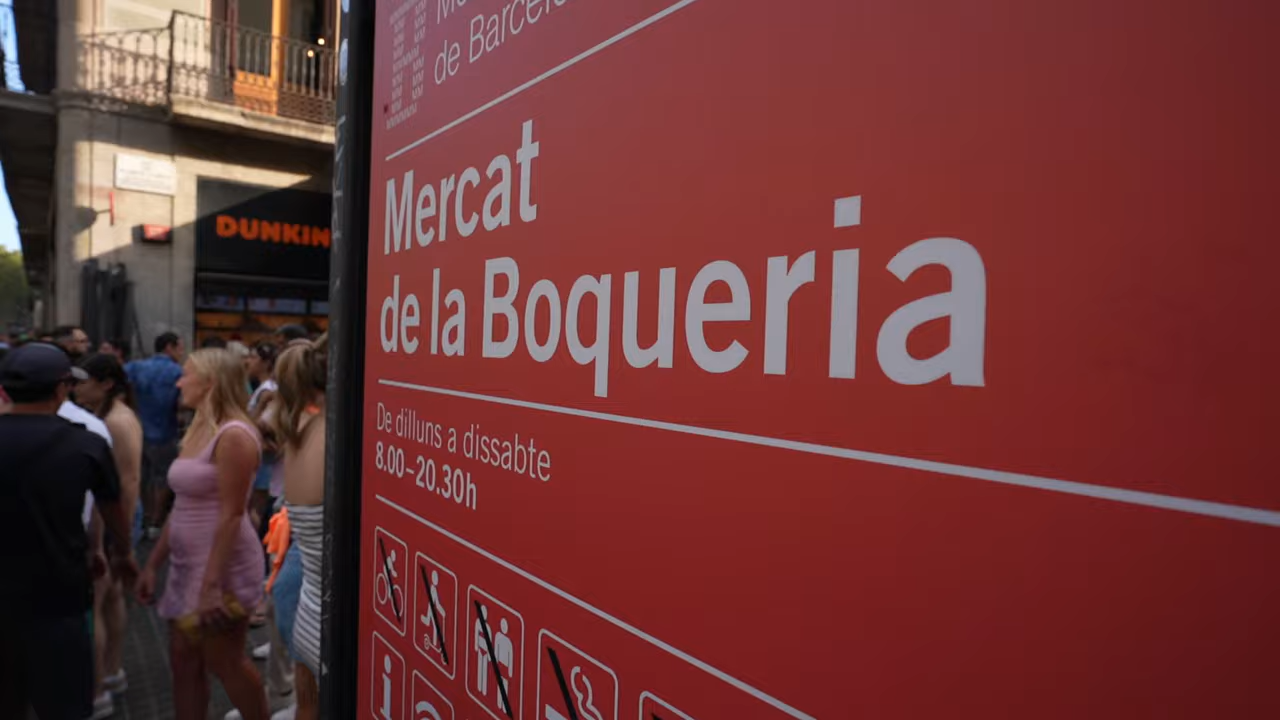 de Barcel
Mercat
de la Boqueria
De dilluns a dissabte
8.00–20.30h
DUNKIN